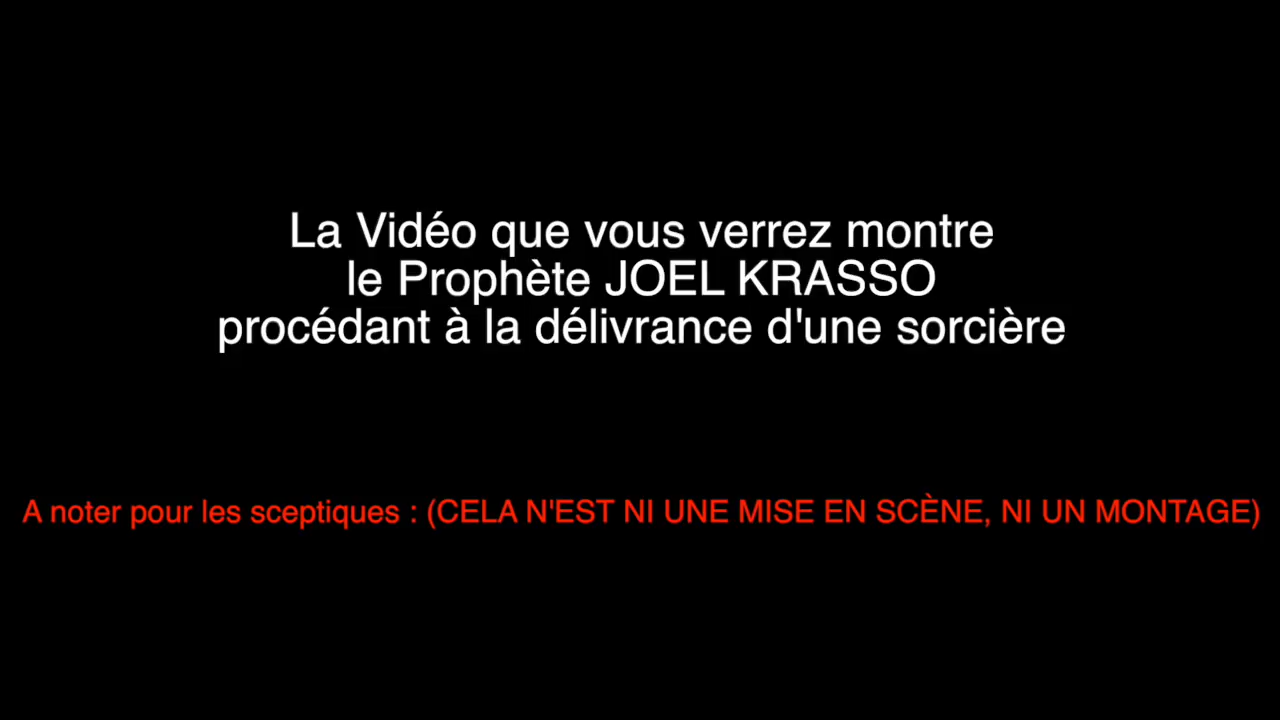 La Vidéo que vous verrez montre
le Prophète JOEL KRASSO
procédant à la délivrance d'une sorcière
A noter pour les sceptiques : (CELA N'EST NI UNE MISE EN SCÈNE, NI UN MONTAGE)